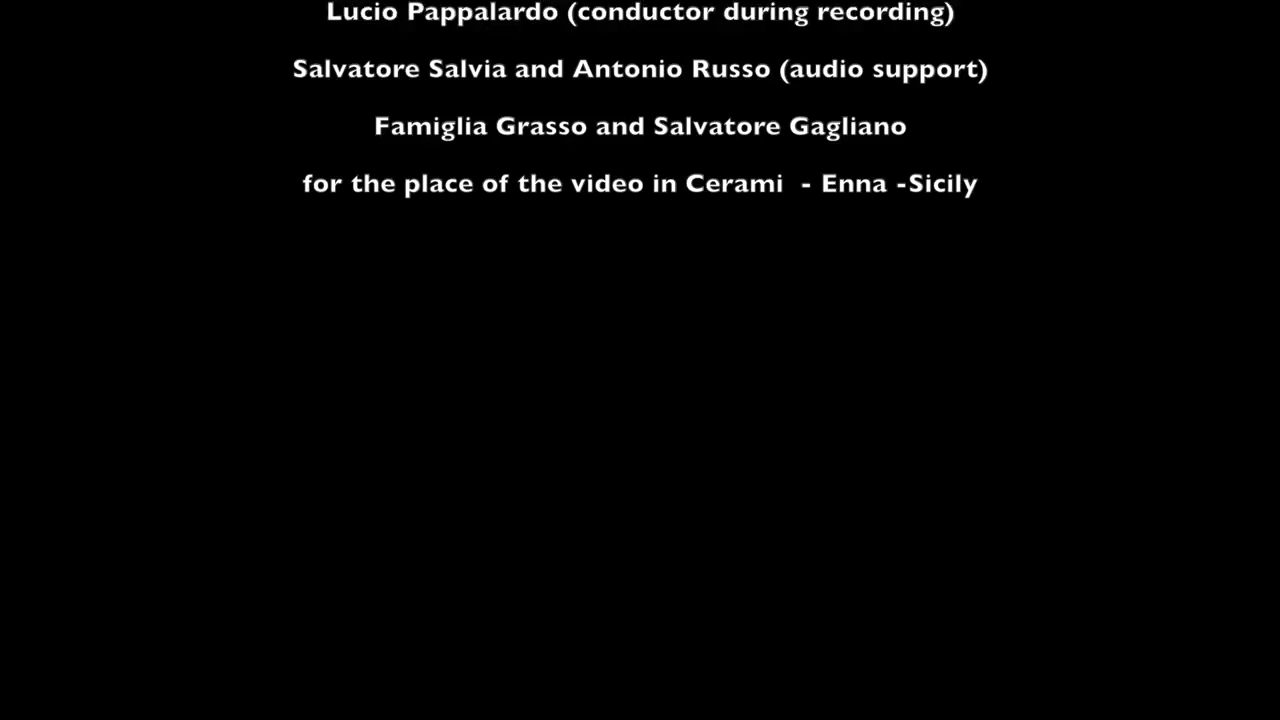 Lucio Pappalardo (conductor during recording)
Salvatore Salvia and Antonio Russo (audio support)
Famiglia Grasso and Salvatore Gagliano
for the place of the video in Cerami  - Enna -Sicily